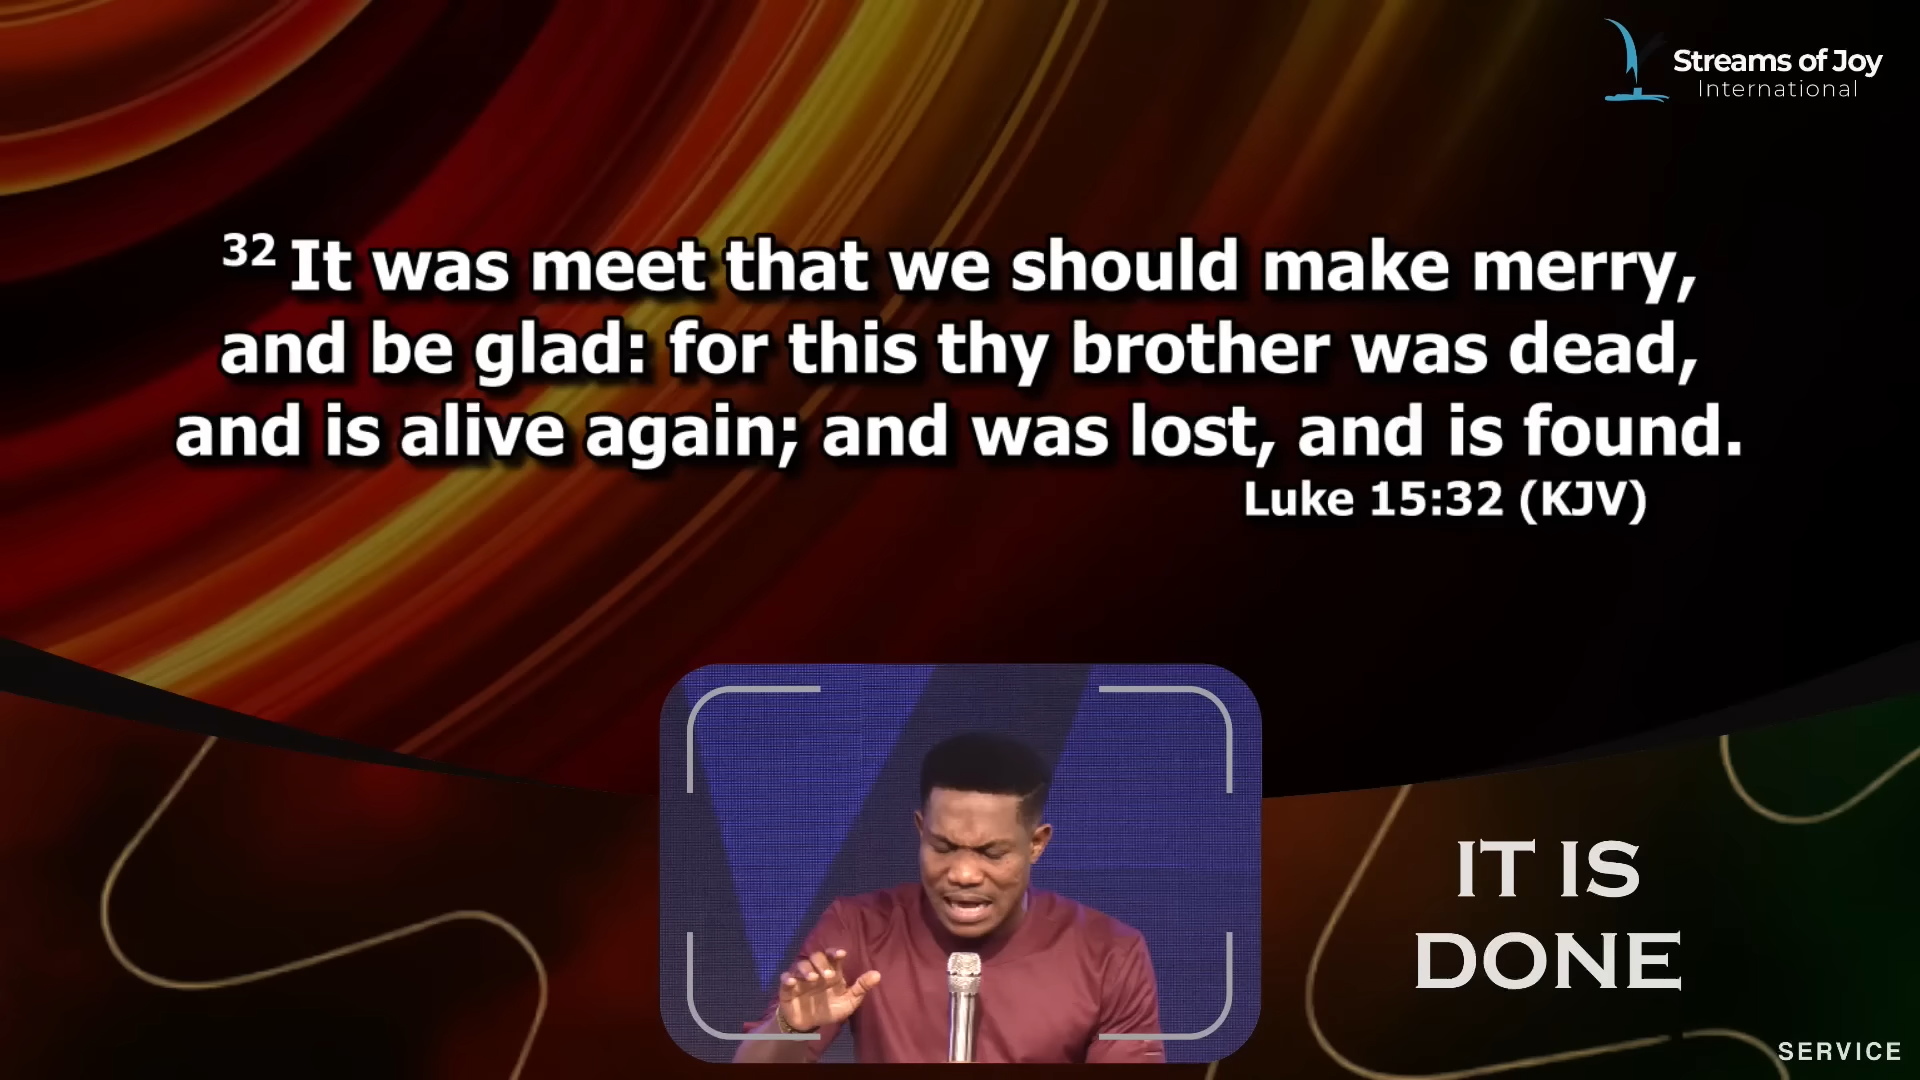 Streams of Joy
International
32 It was meet that we should make merry,
and be glad: for this thy brother was dead,
and is alive again; and was lost, and is found.
Luke 15:32 (KJV)
IT IS
DONE
SERVICE